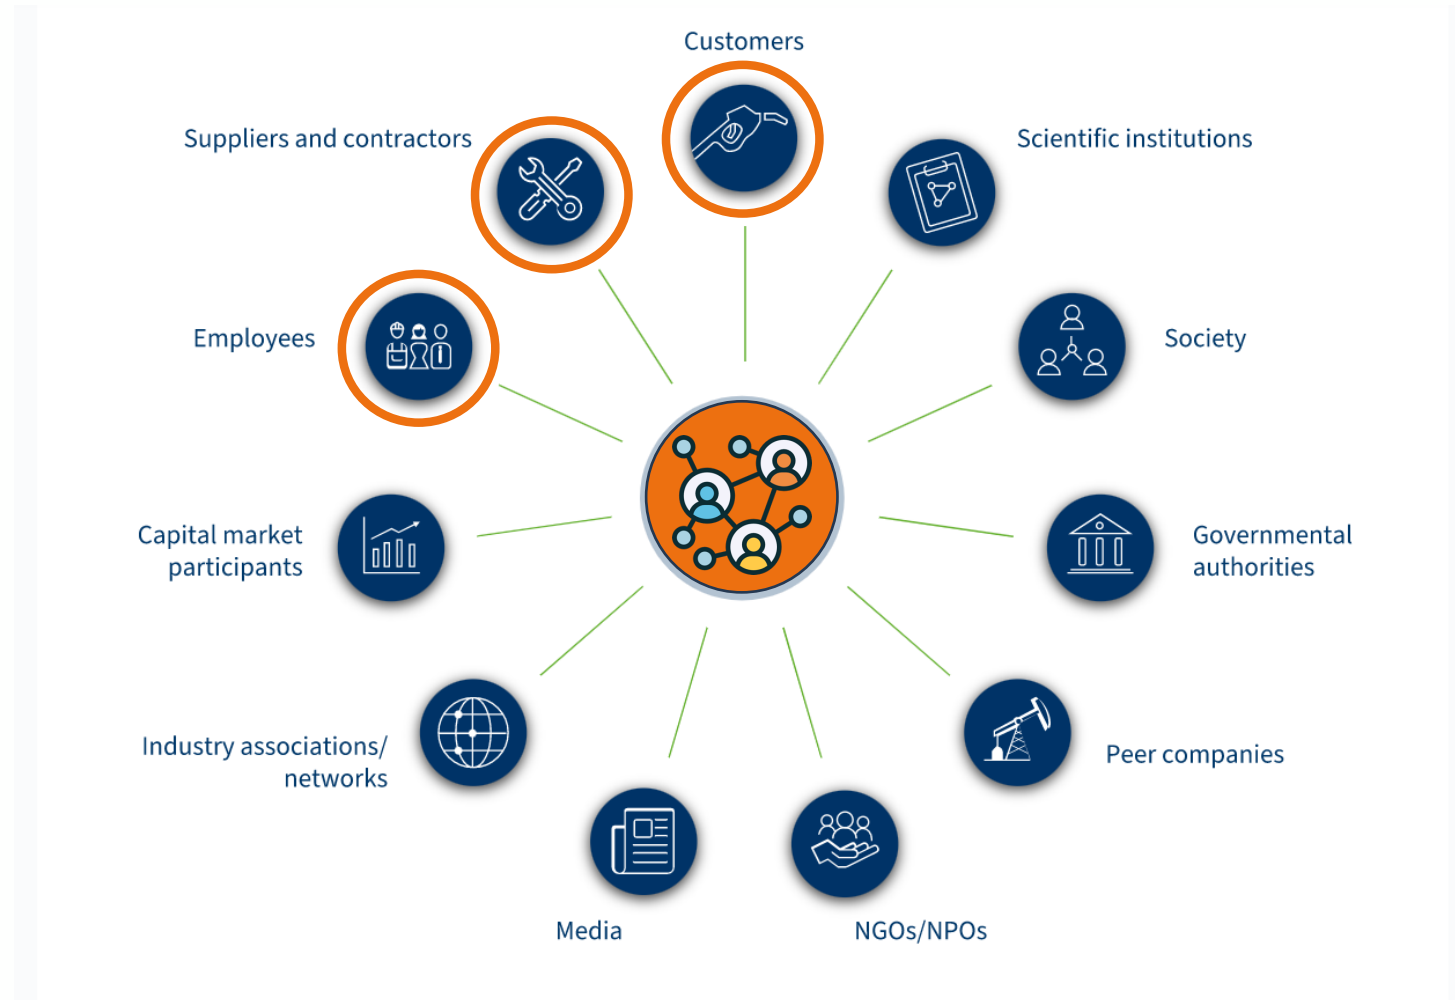 Customers
Suppliers and contractors
Scientific institutions
Employees
Society
Capital market
participants
Governmental
authorities
Industry associations/
networks
Peer companies
Media
NGOs/NPOs